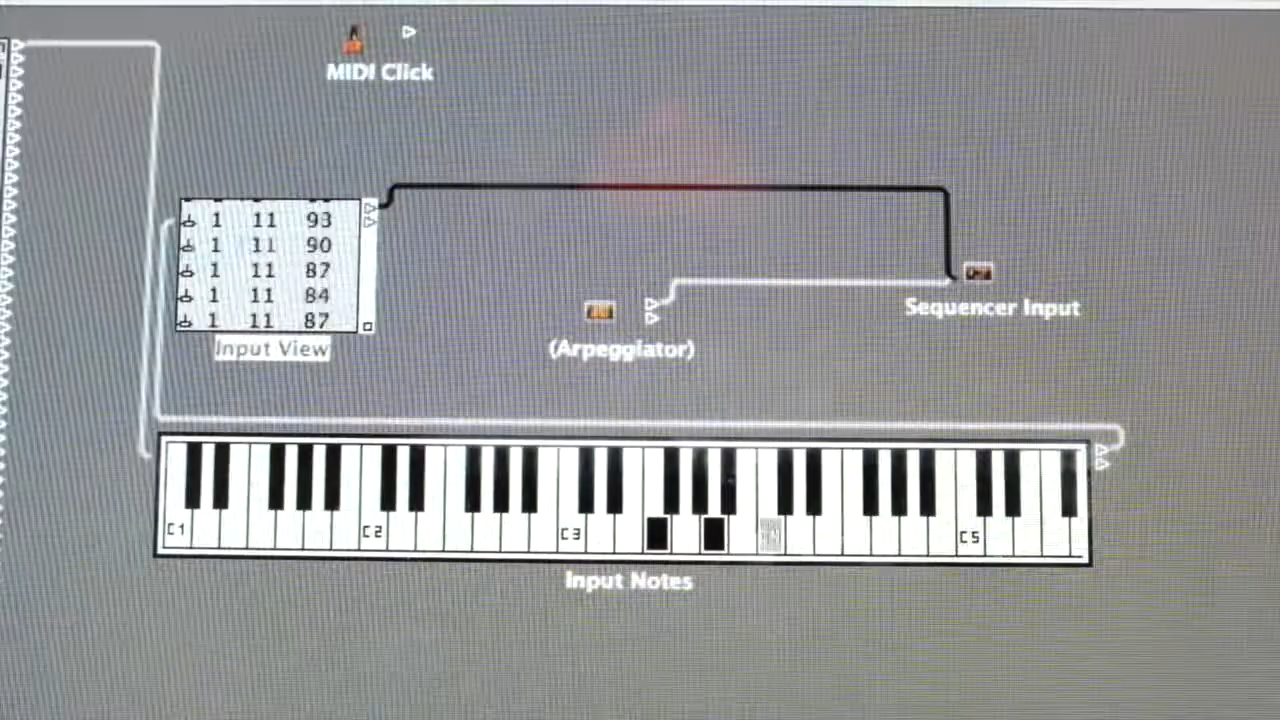 MIDI Click
1 11 93
1 11 90
1 11 87
1 11 84
1 11 87
Input View
(Arpeggiator)
Sequencer Input
C1 C2 C3 C5
Input Notes